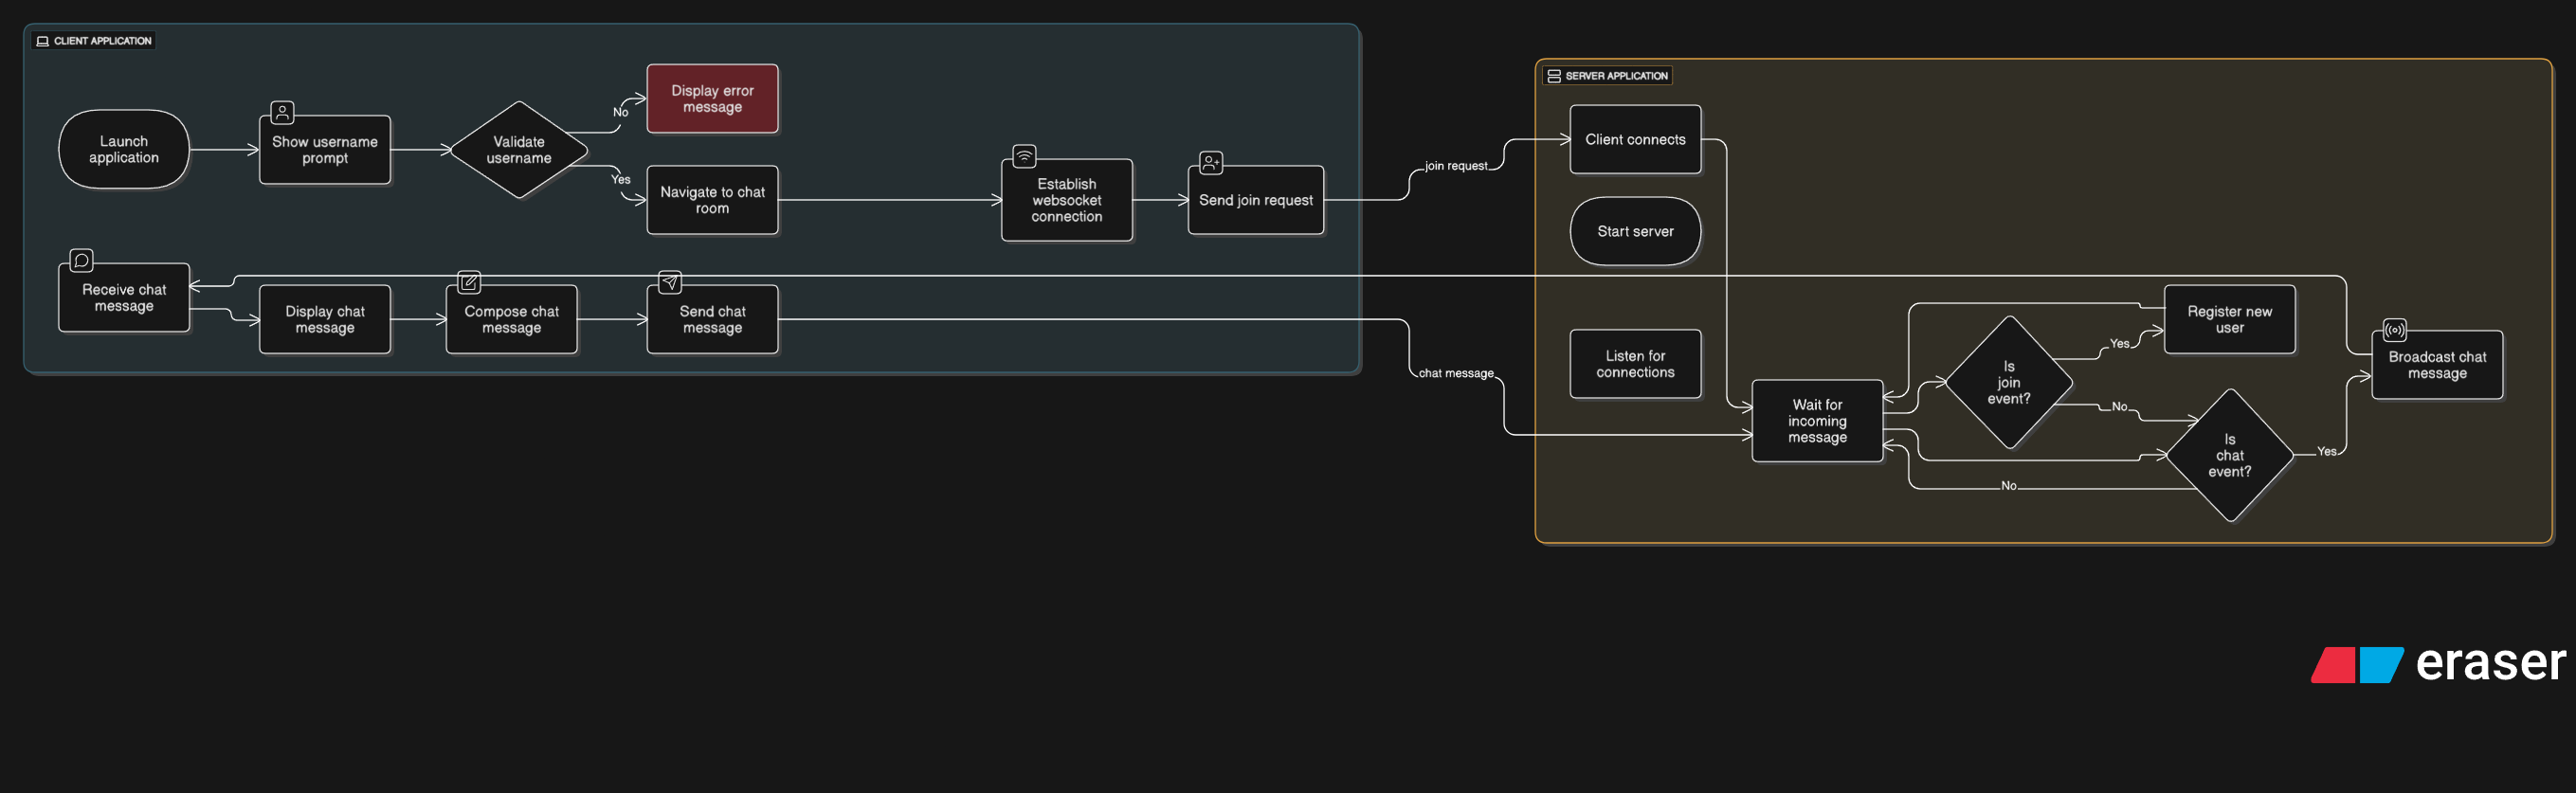 CLIENT APPLICATION
Launch
application
Show username
prompt
Validate
username
No
Yes
Display error
message
Navigate to chat
room
Establish
websocket
connection
Send join request
join request
Receive chat
message
Display chat
message
Compose chat
message
Send chat
message
chat message
SERVER APPLICATION
Client connects
Start server
Listen for
connections
Wait for
incoming
message
Is
join
event?
Yes
No
Register new
user
Is
chat
event?
No
Yes
Broadcast chat
message
eraser